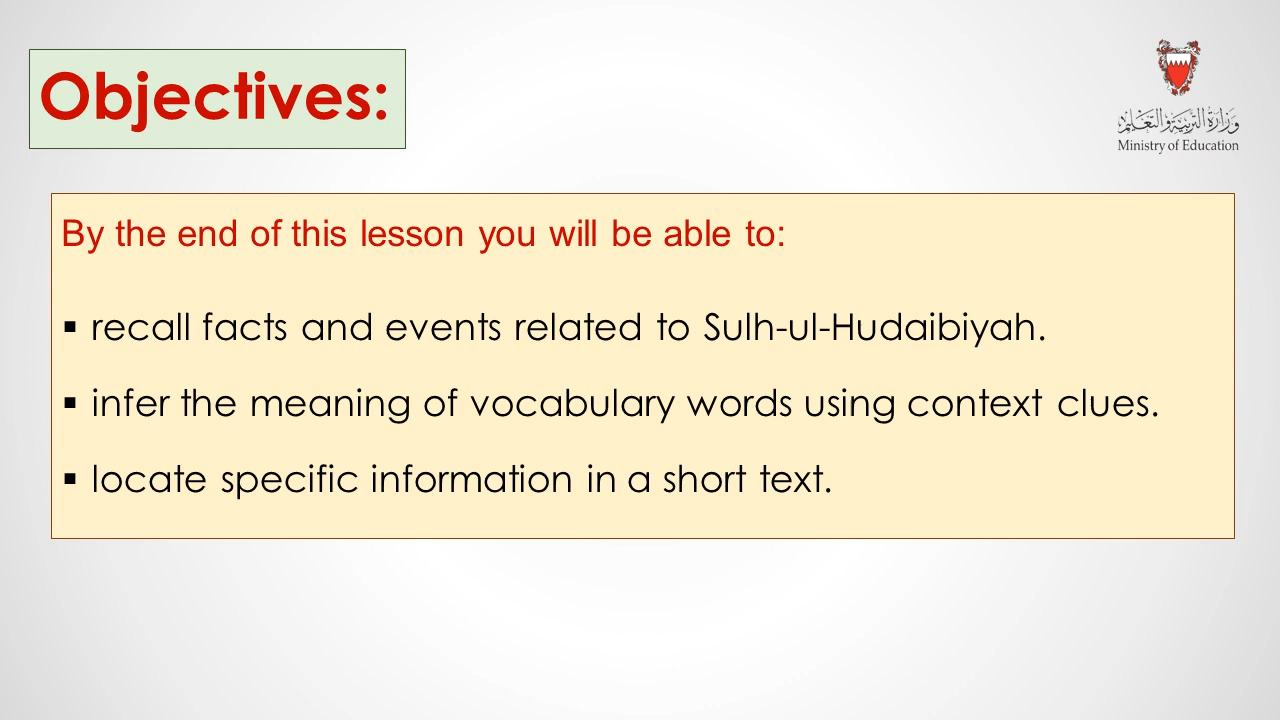 Objectives:
وزارة التربية والتعليم
Ministry of Education
By the end of this lesson you will be able to:
▪ recall facts and events related to Sulh-ul-Hudaibiyah.
▪ infer the meaning of vocabulary words using context clues.
▪ locate specific information in a short text.